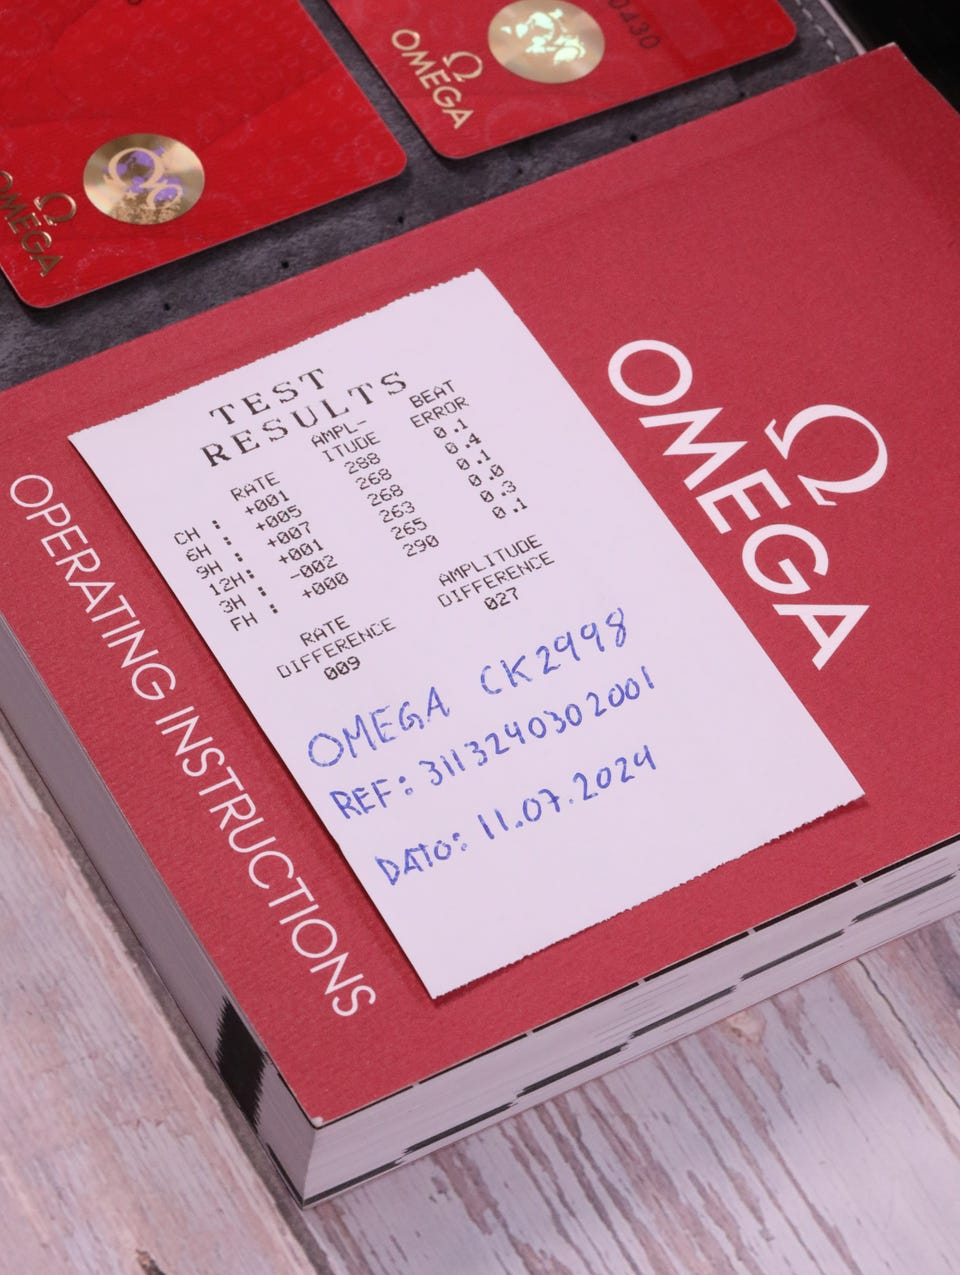 OMEGA
0430
OMEGA
TEST
RESULTS
RATE AMPL-ITUDE BEAT ERROR
CH : +001 288 0.1
6H : +005 268 0.4
9H : +007 268 0.1
12H: +001 263 0.0
3H : -002 265 0.3
FH : +000 290 0.1
RATE
DIFFERENCE
009
AMPLITUDE
DIFFERENCE
027
OMEGA CK2998
REF: 3113240302001
DATO: 11.07.2024
OPERATING INSTRUCTIONS
Ω
OMEGA